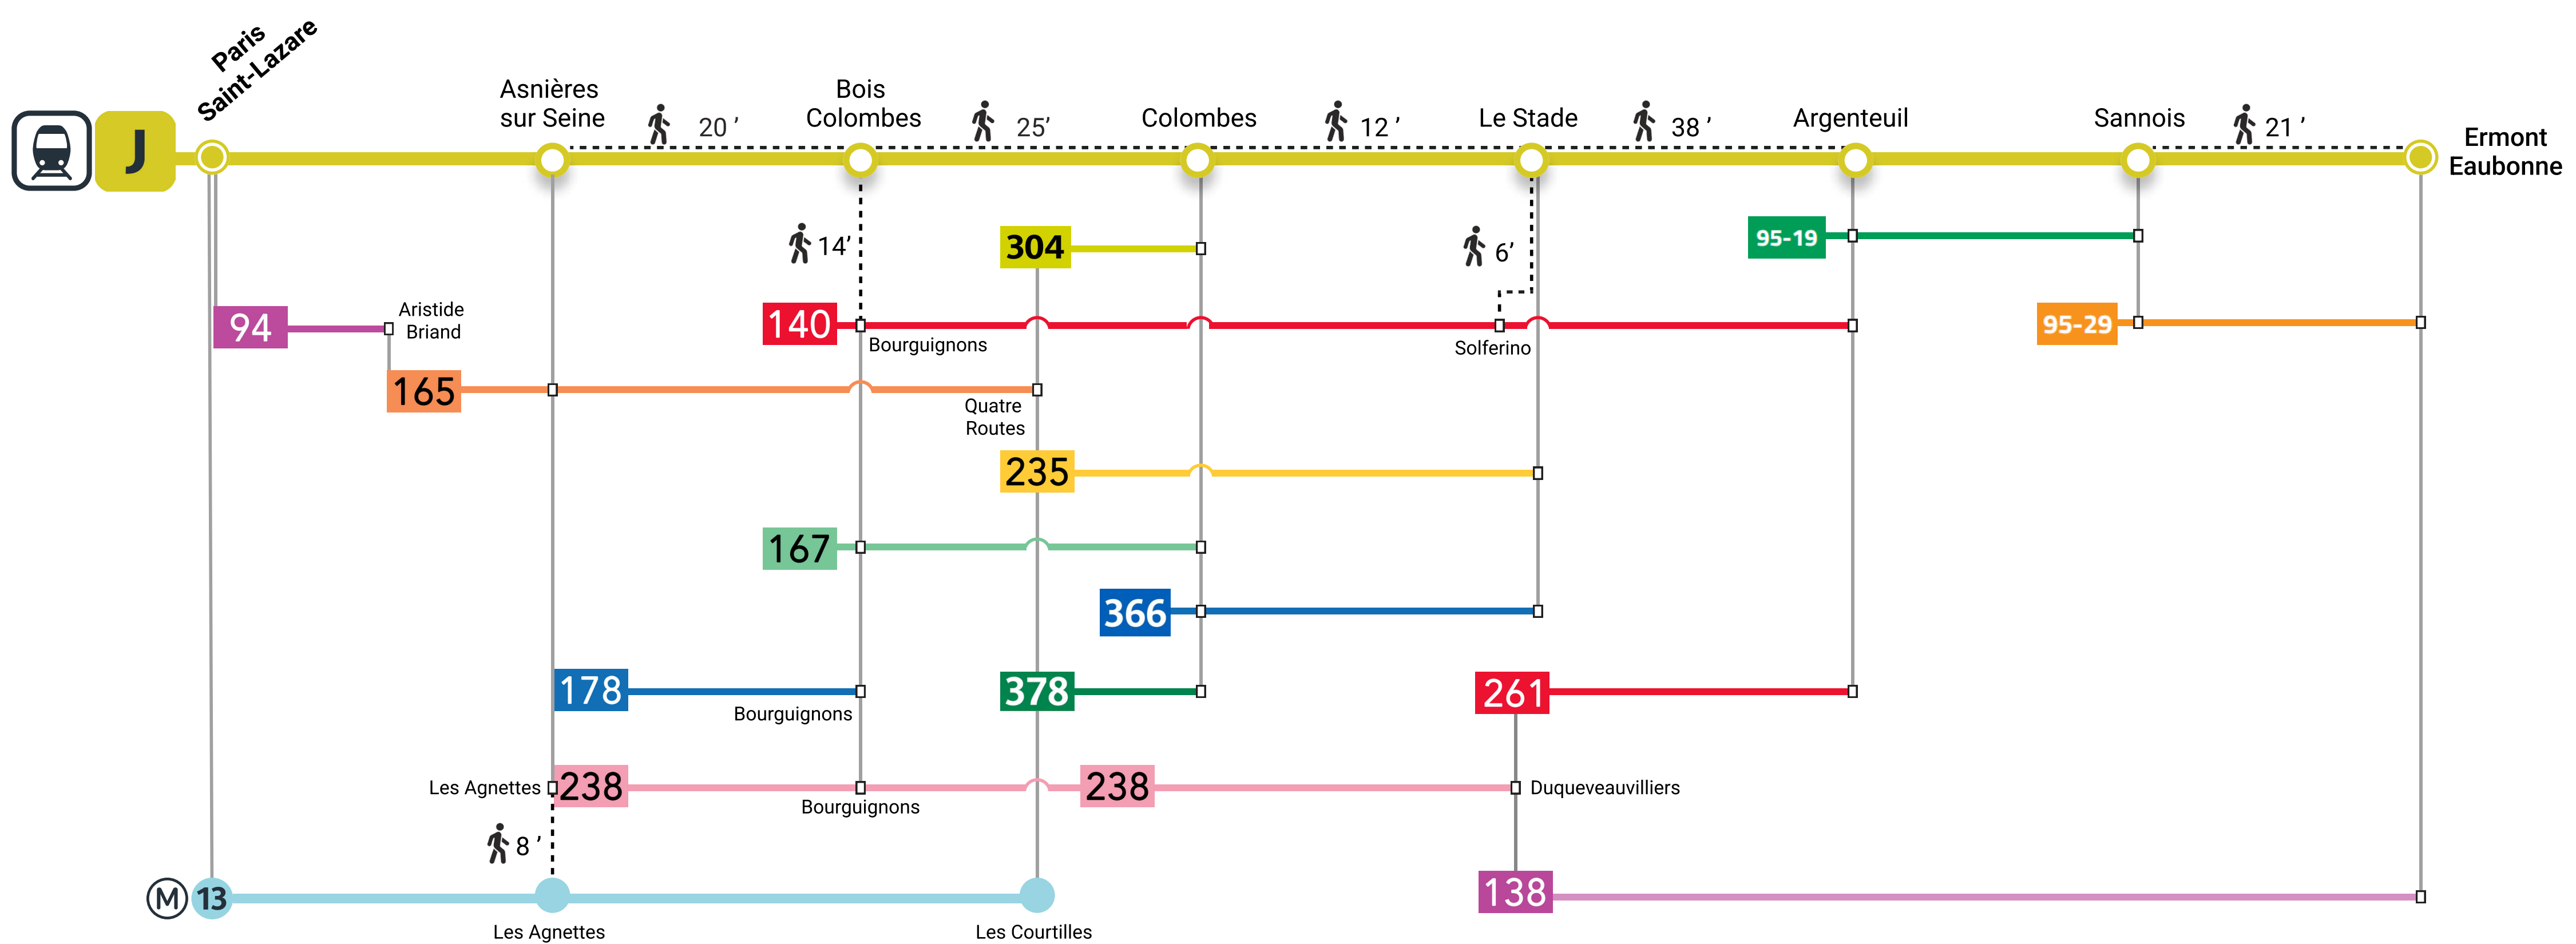 Paris
Saint-Lazare
J
Asnières
sur Seine
20 ’
Bois
Colombes
25’
Colombes
12 ’
Le Stade
38 ’
Argenteuil
Sannois
21 ’
Ermont
Eaubonne
14’
304
6’
95-19
94
Aristide
Briand
140
Bourguignons
Solferino
95-29
165
Quatre
Routes
235
167
366
178
Bourguignons
378
261
Les Agnettes
238
Bourguignons
238
Duqueveauvilliers
8 ’
M
13
Les Agnettes
Les Courtilles
138